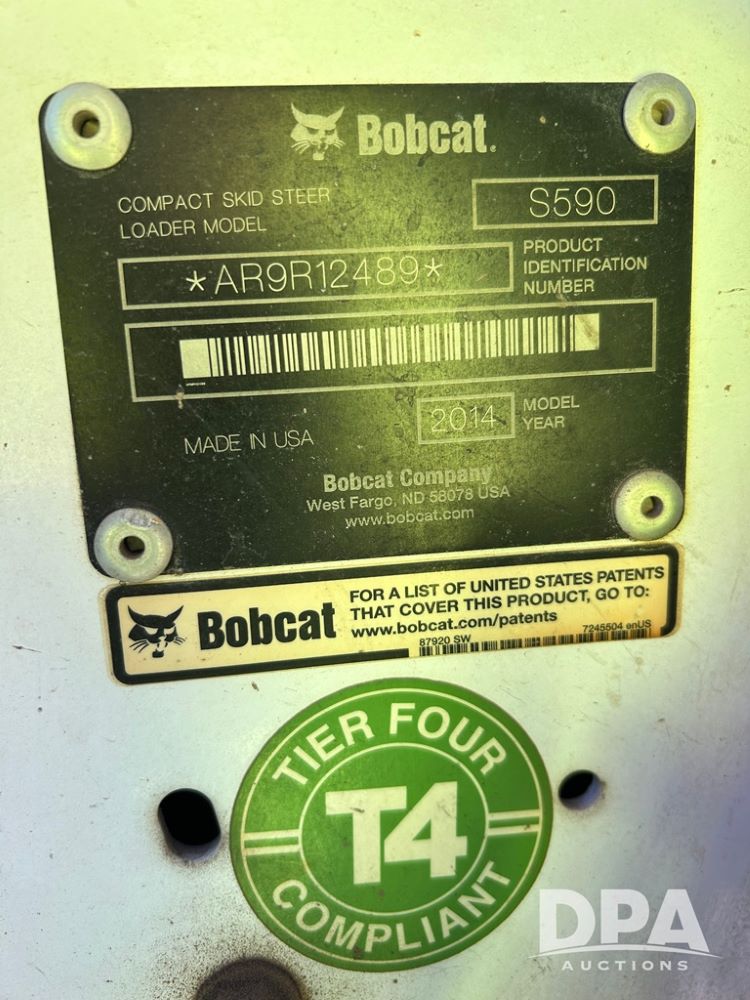 Bobcat.
COMPACT SKID STEER
LOADER MODEL
S590
*AR9R12489*
PRODUCT
IDENTIFICATION
NUMBER
2014
MODEL
YEAR
MADE IN USA
Bobcat Company
West Fargo, ND 58078 USA
www.bobcat.com
Bobcat
FOR A LIST OF UNITED STATES PATENTS
THAT COVER THIS PRODUCT, GO TO:
www.bobcat.com/patents
87920 SW
7245504 enUS
TIER FOUR
T4
COMPLIANT
DPA
AUCTIONS